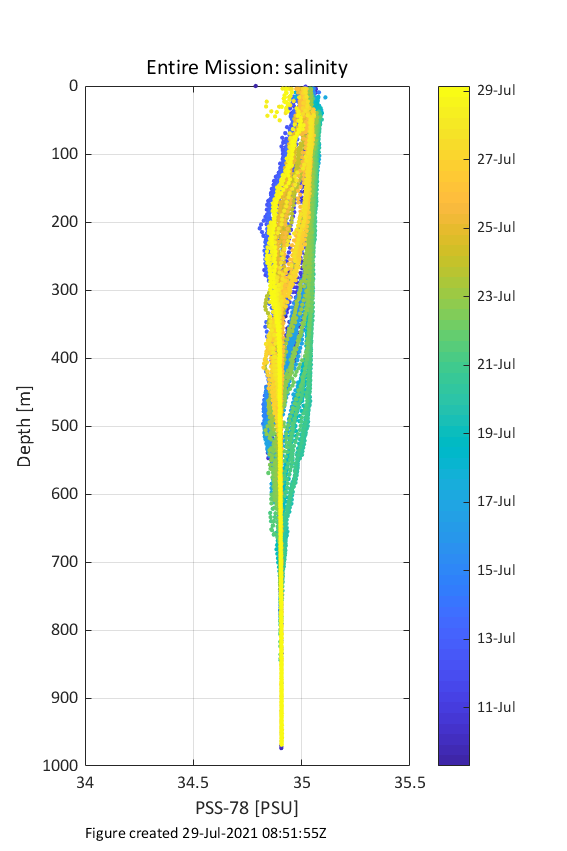 Entire Mission: salinity
0
100
200
300
400
500
600
700
800
900
1000
Depth [m]
34
34.5
35
35.5
PSS-78 [PSU]
29-Jul
27-Jul
25-Jul
23-Jul
21-Jul
19-Jul
17-Jul
15-Jul
13-Jul
11-Jul
Figure created 29-Jul-2021 08:51:55Z